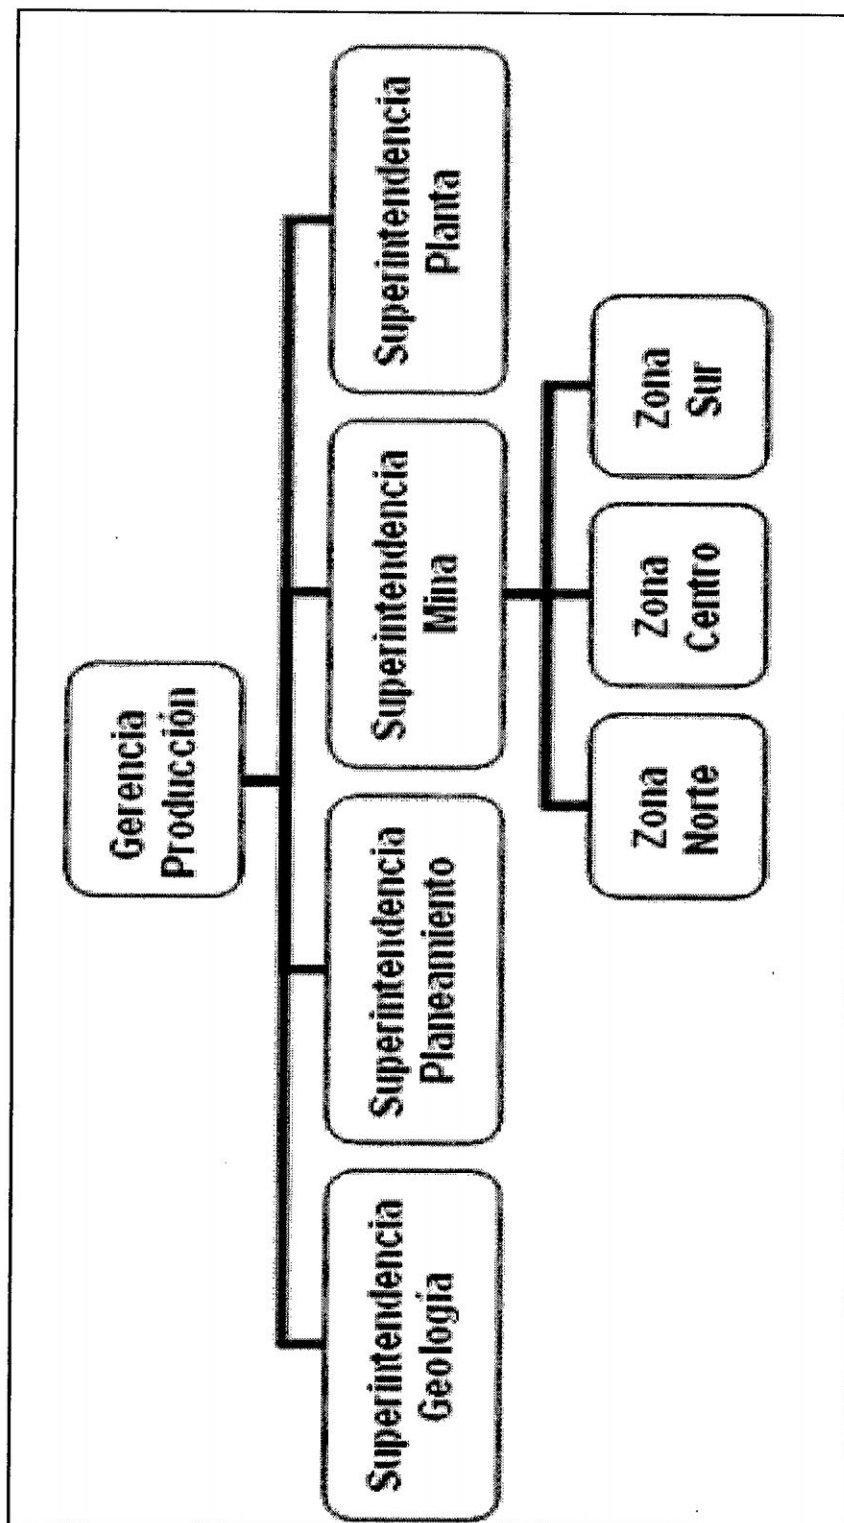 Gerencia
Producción
Superintendencia
Geología
Superintendencia
Planeamiento
Superintendencia
Mina
Superintendencia
Planta
Zona
Norte
Zona
Centro
Zona
Sur